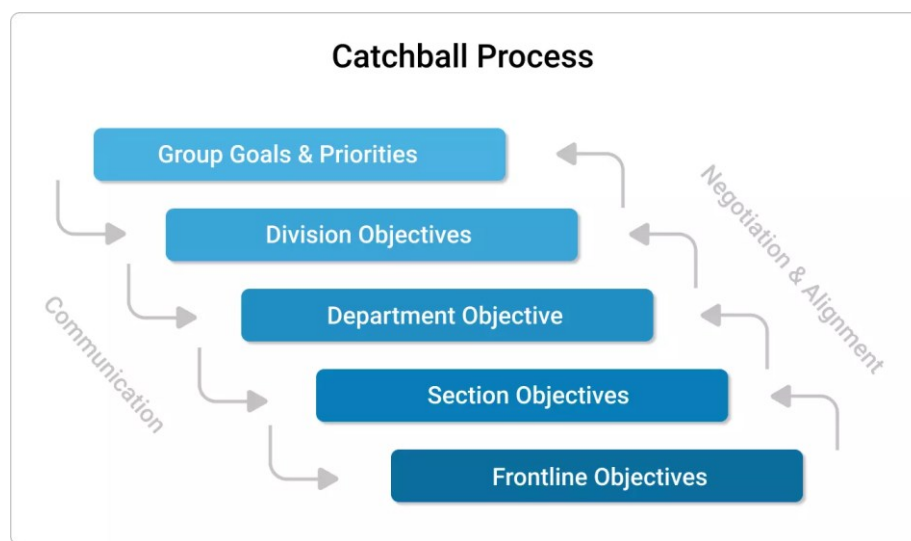 Catchball Process
Group Goals & Priorities
Division Objectives
Department Objective
Section Objectives
Frontline Objectives
Communication
Negotiation & Alignment